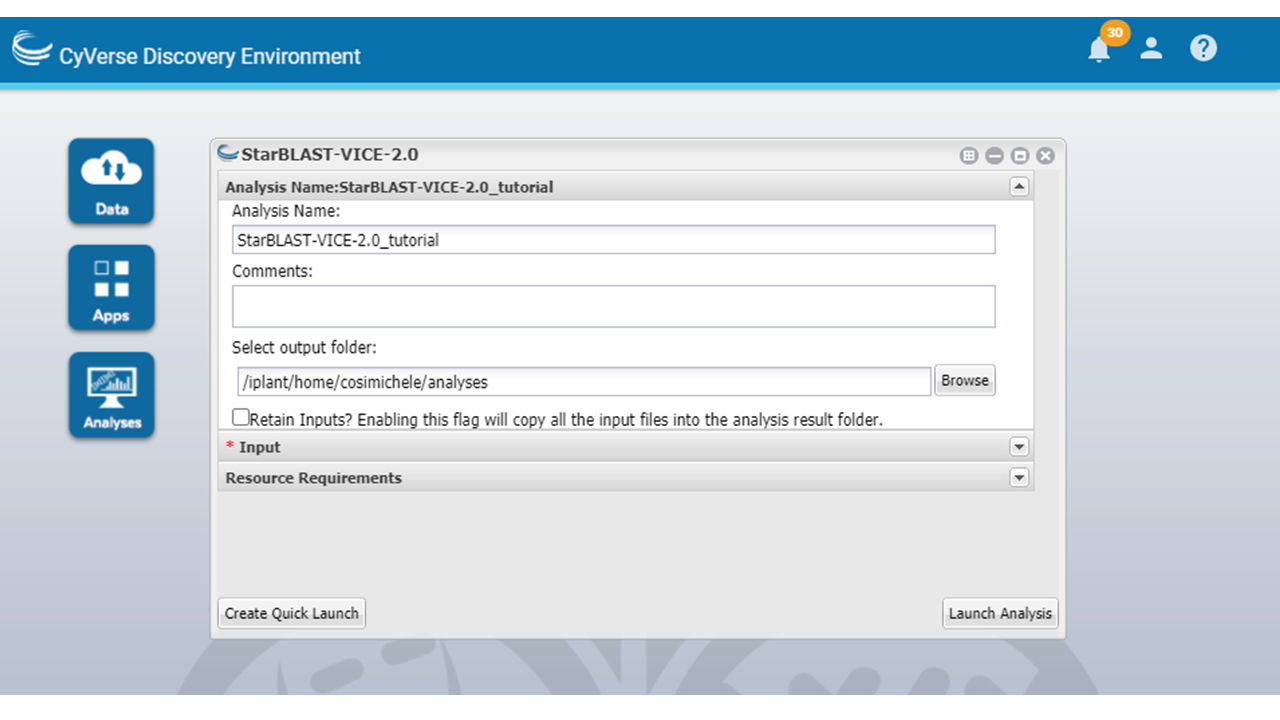 CyVerse Discovery Environment
30
Data
Apps
Analyses
StarBLAST-VICE-2.0
Analysis Name:StarBLAST-VICE-2.0_tutorial
Analysis Name:
StarBLAST-VICE-2.0_tutorial
Comments:
Select output folder:
/iplant/home/cosimichele/analyses
Browse
Retain Inputs? Enabling this flag will copy all the input files into the analysis result folder.
* Input
Resource Requirements
Create Quick Launch
Launch Analysis